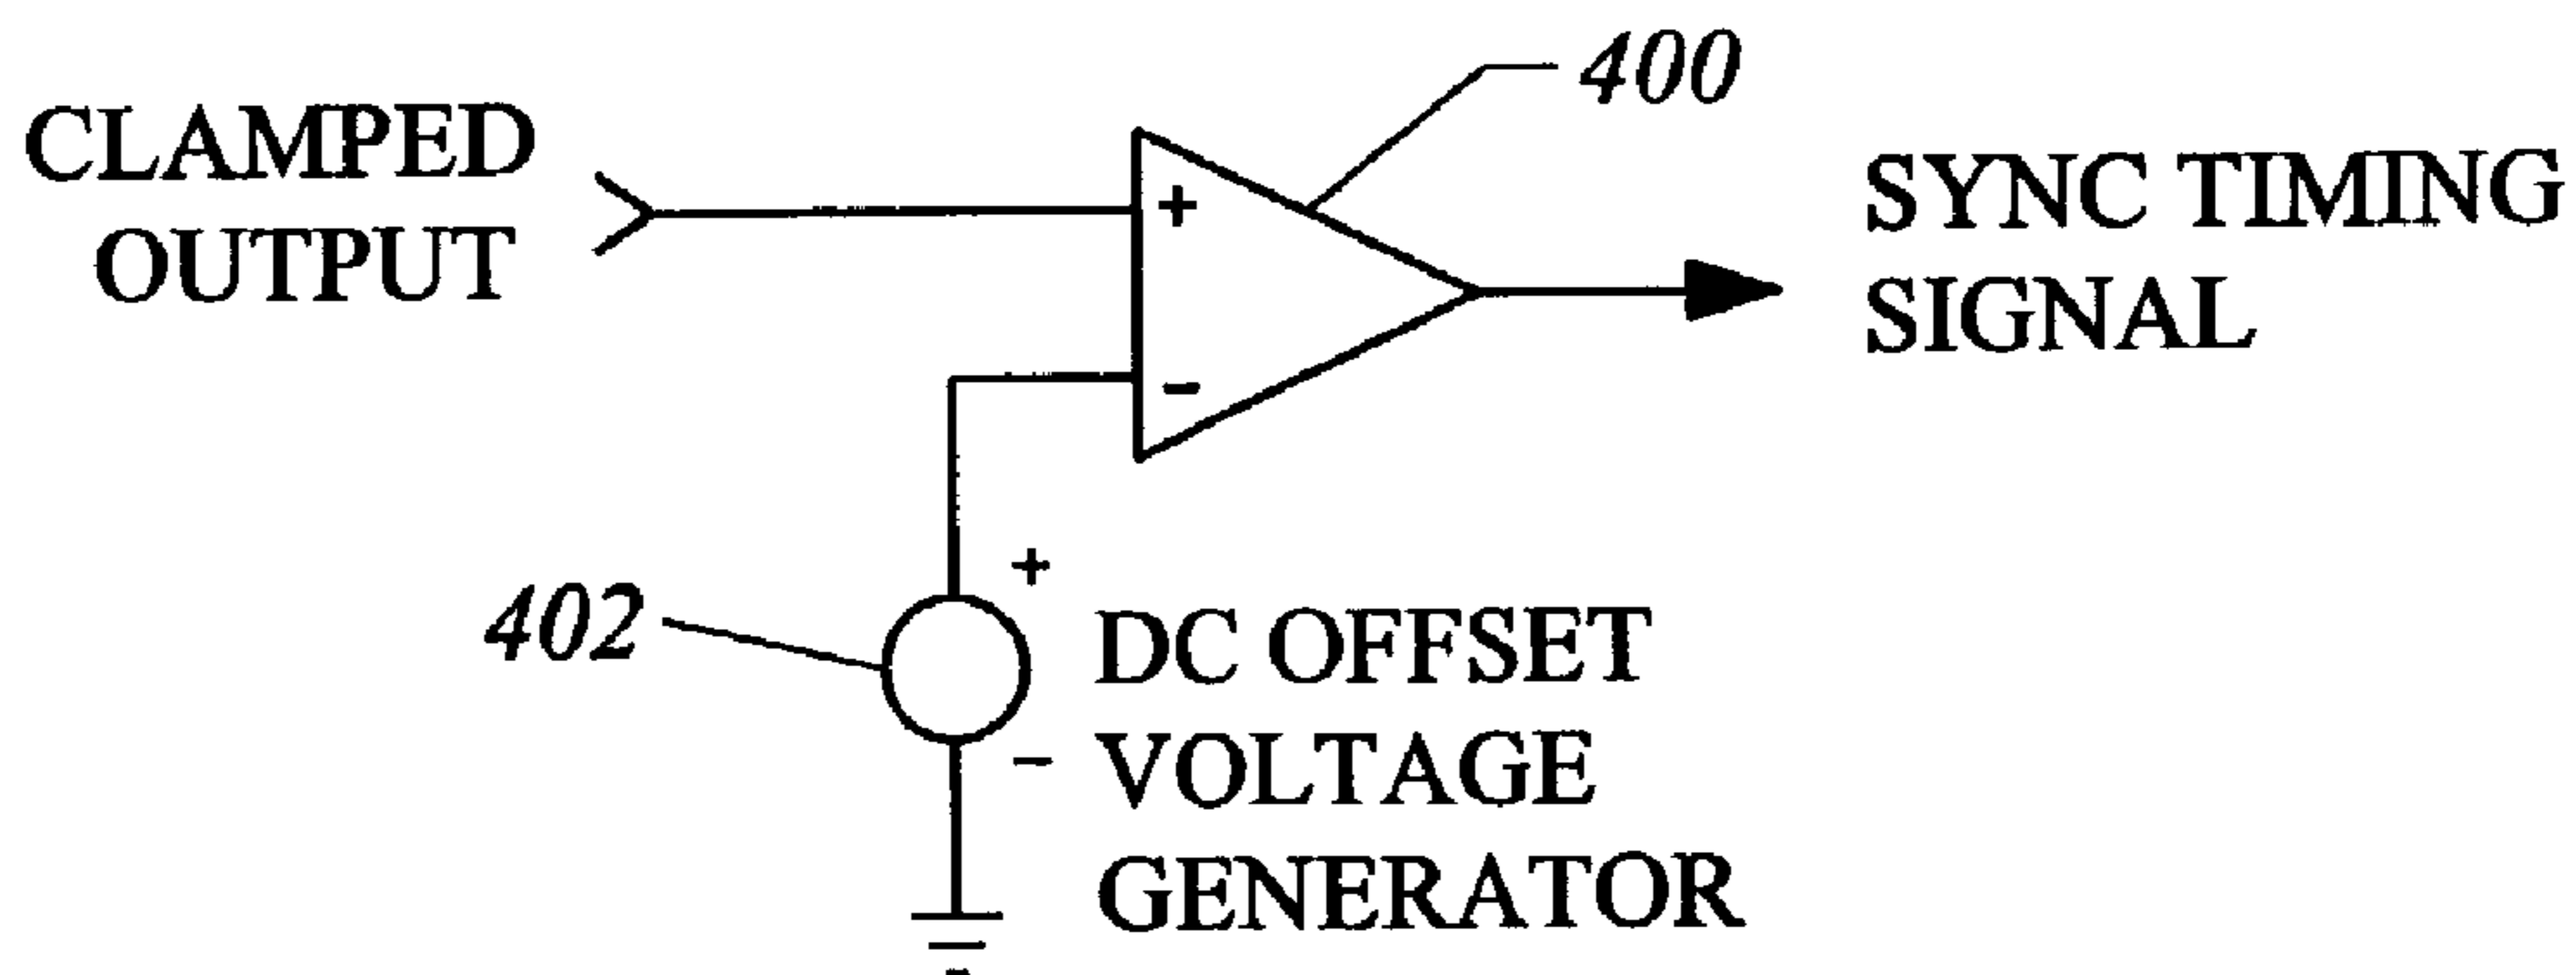 400
CLAMPED
OUTPUT
+
-
SYNC TIMING
SIGNAL
402
+
-
DC OFFSET
VOLTAGE
GENERATOR